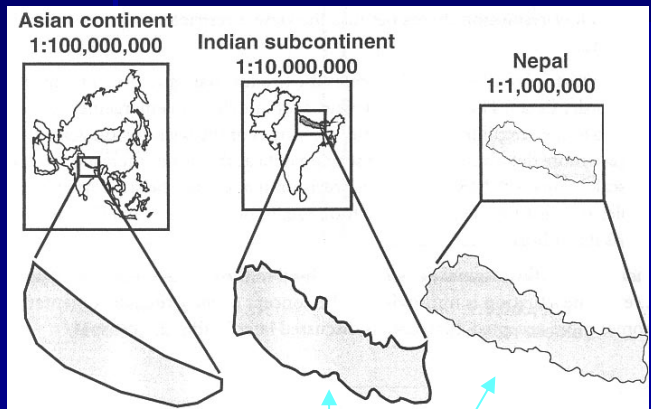 Asian continent
1:100,000,000
Indian subcontinent
1:10,000,000
Nepal
1:1,000,000